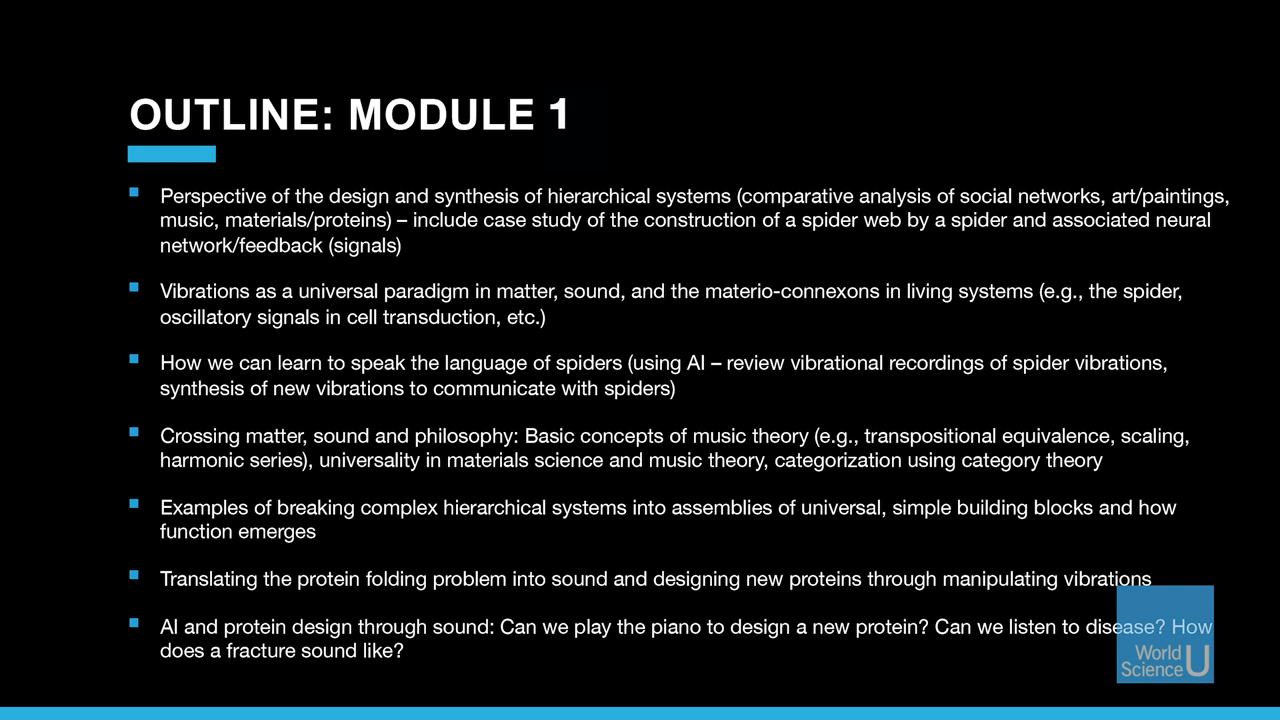 OUTLINE: MODULE 1
Perspective of the design and synthesis of hierarchical systems (comparative analysis of social networks, art/paintings,
music, materials/proteins) – include case study of the construction of a spider web by a spider and associated neural
network/feedback (signals)
Vibrations as a universal paradigm in matter, sound, and the materio-connexons in living systems (e.g., the spider,
oscillatory signals in cell transduction, etc.)
How we can learn to speak the language of spiders (using AI – review vibrational recordings of spider vibrations,
synthesis of new vibrations to communicate with spiders)
Crossing matter, sound and philosophy: Basic concepts of music theory (e.g., transpositional equivalence, scaling,
harmonic series), universality in materials science and music theory, categorization using category theory
Examples of breaking complex hierarchical systems into assemblies of universal, simple building blocks and how
function emerges
Translating the protein folding problem into sound and designing new proteins through manipulating vibrations
AI and protein design through sound: Can we play the piano to design a new protein? Can we listen to disease? How
does a fracture sound like?
World
Science U